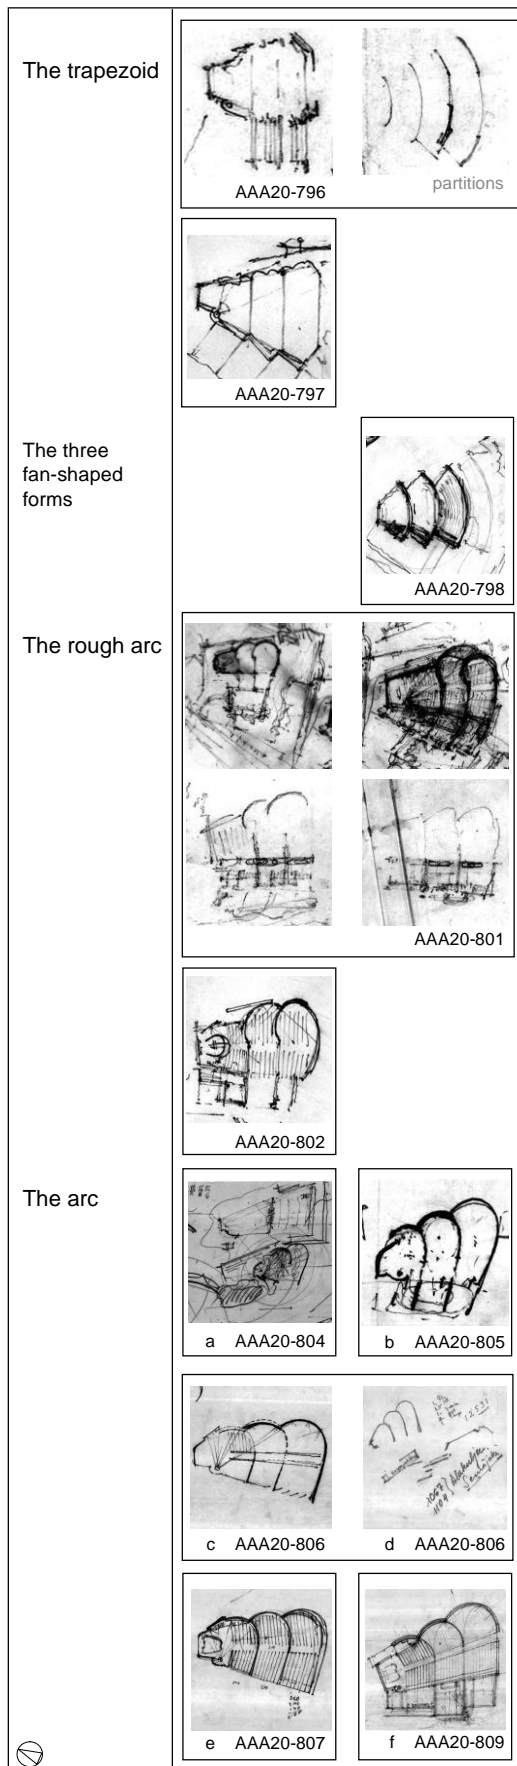 The trapezoid
AAA20-796
partitions
AAA20-797
The three
fan-shaped
forms
AAA20-798
The rough arc
AAA20-801
AAA20-802
The arc
a AAA20-804
b AAA20-805
c AAA20-806
d AAA20-806
e AAA20-807
f AAA20-809